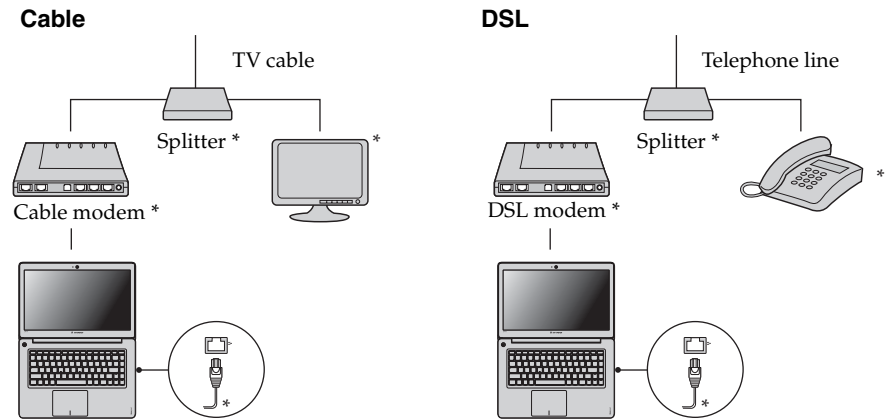 Cable
TV cable
Splitter *
*
Cable modem *
*
DSL
Telephone line
Splitter *
*
DSL modem *
*